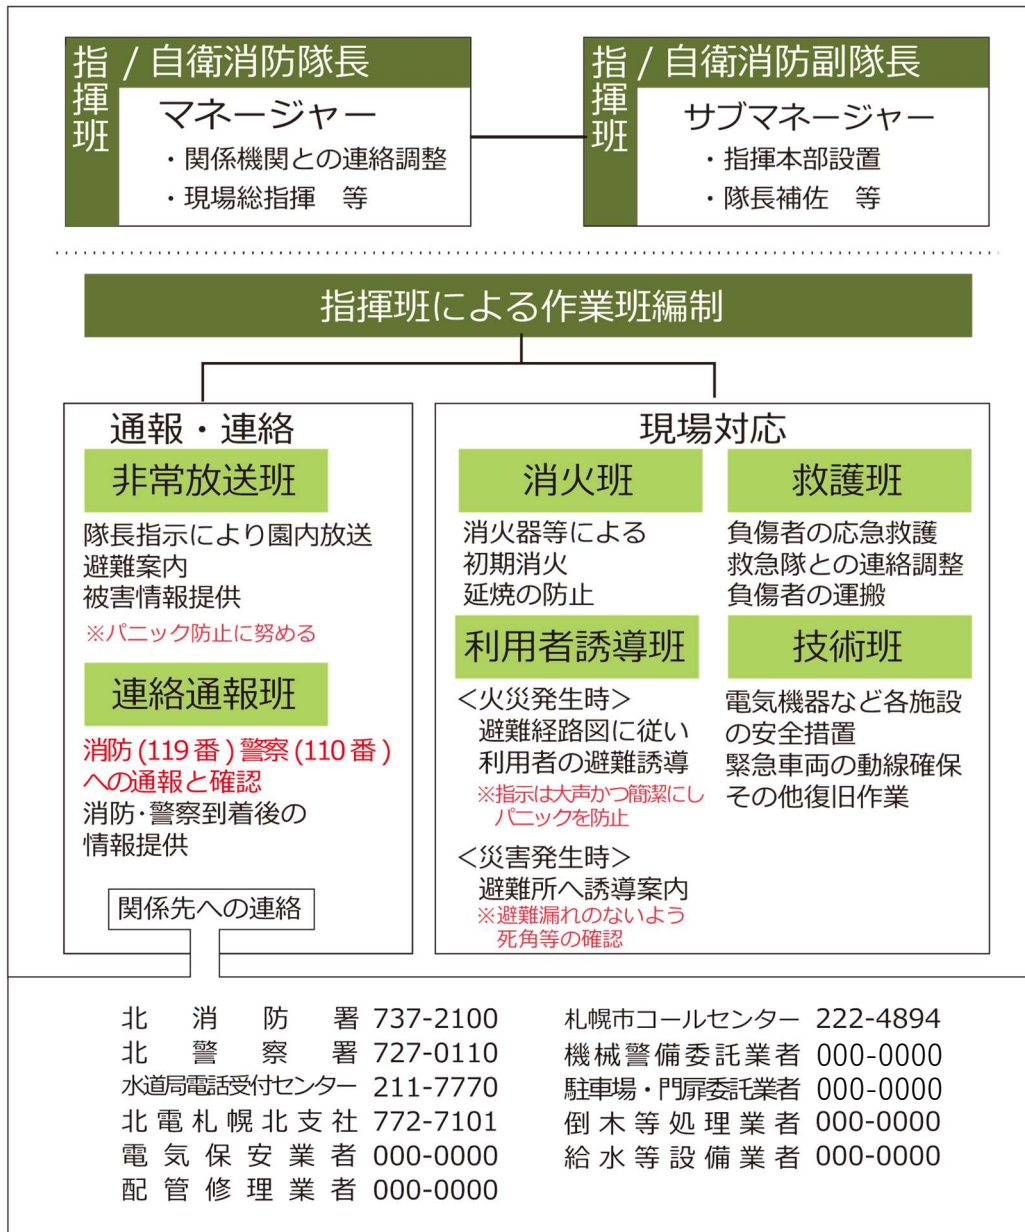 指揮班 / 自衛消防隊長
マネージャー
・関係機関との連絡調整
・現場総指揮 等
指揮班 / 自衛消防副隊長
サブマネージャー
・指揮本部設置
・隊長補佐 等
指揮班による作業班編制
通報・連絡
非常放送班
隊長指示により園内放送
避難案内
被害情報提供
※パニック防止に努める
連絡通報班
消防(119番)警察(110番)
への通報と確認
消防・警察到着後の
情報提供
関係先への連絡
現場対応
消火班
消火器等による
初期消火
延焼の防止
救護班
負傷者の応急救護
救急隊との連絡調整
負傷者の運搬
利用者誘導班
<火災発生時>
避難経路図に従い
利用者の避難誘導
※指示は大声かつ簡潔にし
パニックを防止
<災害発生時>
避難所へ誘導案内
※避難漏れのないよう
死角等の確認
技術班
電気機器など各施設
の安全措置
緊急車両の動線確保
その他復旧作業
北消防署 737-2100
北警察署 727-0110
水道局電話受付センター 211-7770
北電札幌北支社 772-7101
電気保安業者 000-0000
配管修理業者 000-0000
札幌市コールセンター 222-4894
機械警備委託業者 000-0000
駐車場・門扉委託業者 000-0000
倒木等処理業者 000-0000
給水等設備業者 000-0000